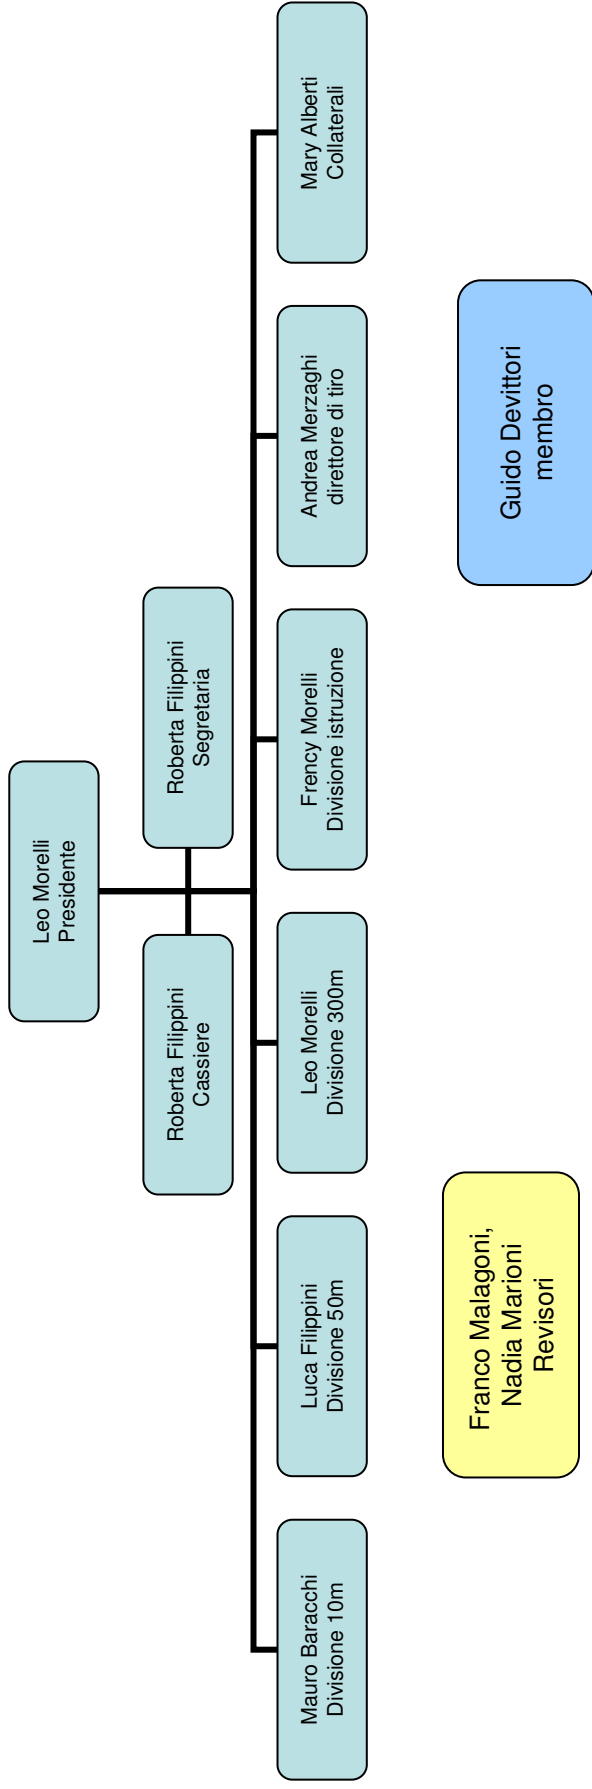 Leo Morelli
Presidente
Roberta Filippini
Cassiere
Roberta Filippini
Segretaria
Mauro Baracchi
Divisione 10m
Luca Filippini
Divisione 50m
Leo Morelli
Divisione 300m
Frency Morelli
Divisione istruzione
Andrea Merzaghi
direttore di tiro
Mary Alberti
Collaterali
Franco Malagoni,
Nadia Marioni
Revisori
Guido Devittori
membro